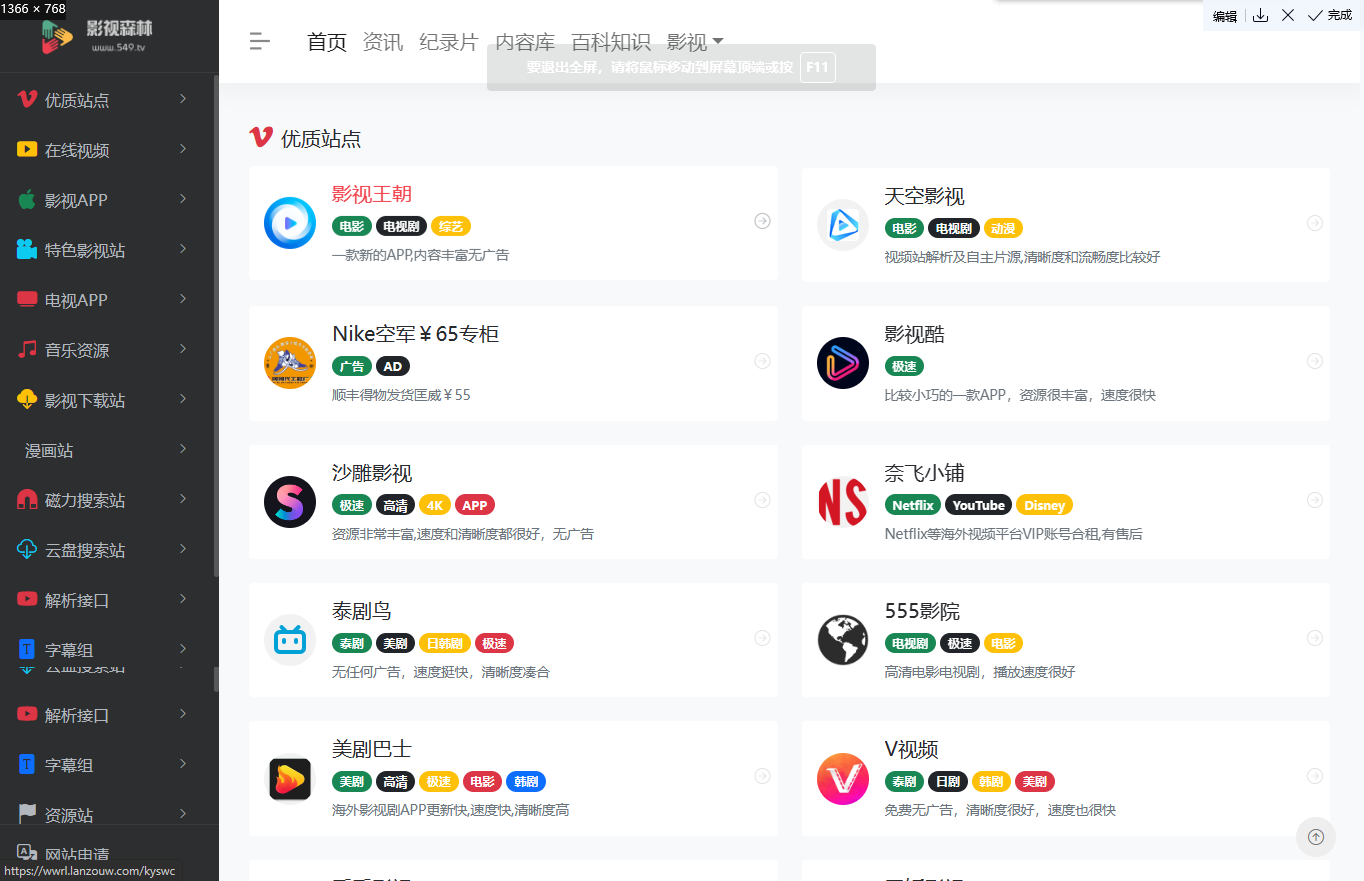 1366 × 768
影视森林
www.549.tv
首页 资讯 纪录片 内容库 百科知识 影视
编辑 完成
要退出全屏，请将鼠标移动到屏幕顶端或按 F11
优质站点
在线视频
影视APP
特色影视站
电视APP
音乐资源
影视下载站
漫画站
磁力搜索站
云盘搜索站
解析接口
字幕组
云盘搜索站
解析接口
字幕组
资源站
网站申请
https://wwrl.lanzouw.com/kyswc
优质站点
影视王朝
电影 电视剧 综艺
一款新的APP,内容丰富无广告
天空影视
电影 电视剧 动漫
视频站解析及自主片源,清晰度和流畅度比较好
Nike空军￥65专柜
广告 AD
顺丰得物发货匡威￥55
影视酷
极速
比较小巧的一款APP，资源很丰富，速度很快
沙雕影视
极速 高清 4K APP
资源非常丰富,速度和清晰度都很好，无广告
NS
奈飞小铺
Netflix YouTube Disney
Netflix等海外视频平台VIP账号合租,有售后
泰剧鸟
泰剧 美剧 日韩剧 极速
无任何广告，速度挺快，清晰度凑合
555影院
电视剧 极速 电影
高清电影电视剧，播放速度很好
美剧巴士
美剧 高清 极速 电影 韩剧
海外影视剧APP更新快,速度快,清晰度高
V视频
泰剧 日剧 韩剧 美剧
免费无广告，清晰度很好，速度也很快